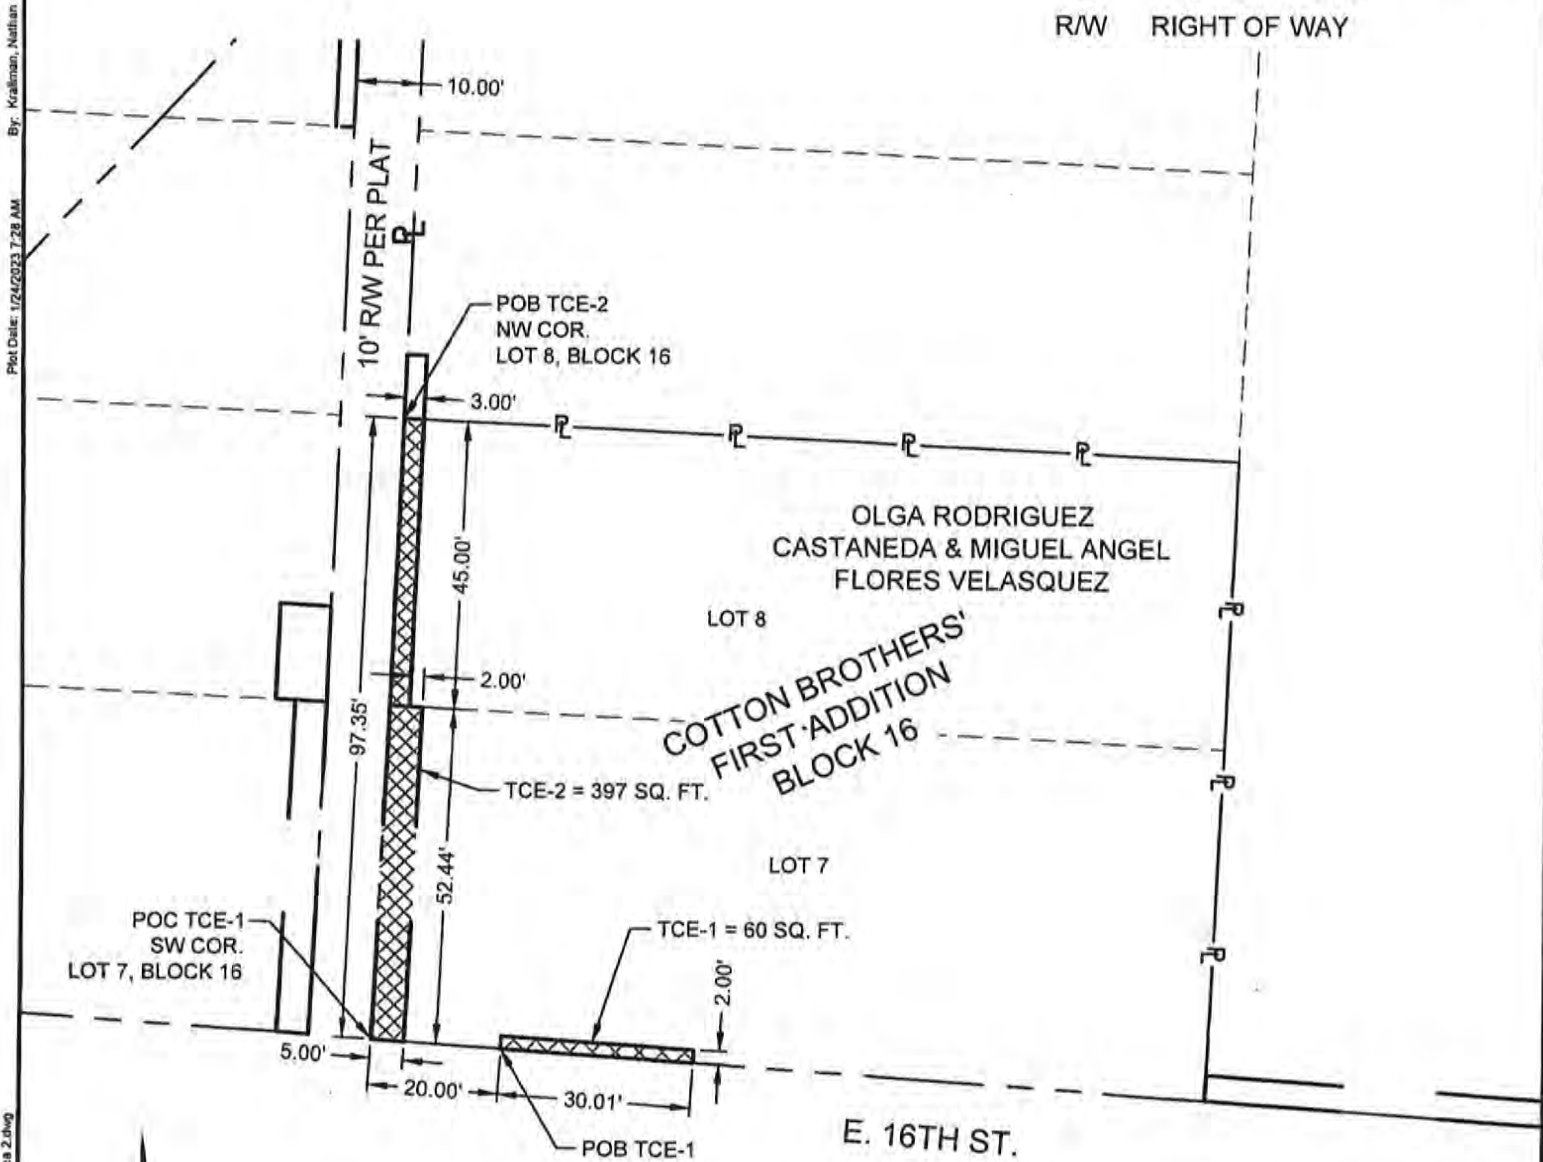 R/W RIGHT OF WAY
By: Krallman, Nathan
Plot Date: 1/24/2023 7:28 AM
10.00'
10' R/W PER PLAT
PL
POB TCE-2
NW COR.
LOT 8, BLOCK 16
3.00'
PL PL PL PL
OLGA RODRIGUEZ
CASTANEDA & MIGUEL ANGEL
FLORES VELASQUEZ
45.00'
LOT 8
PL
2.00'
COTTON BROTHERS'
FIRST ADDITION
BLOCK 16
97.35'
PL
TCE-2 = 397 SQ. FT.
52.44'
LOT 7
POC TCE-1
SW COR.
LOT 7, BLOCK 16
TCE-1 = 60 SQ. FT.
PL
2.00'
5.00'
20.00'
30.01'
POB TCE-1
E. 16TH ST.
2.dwg